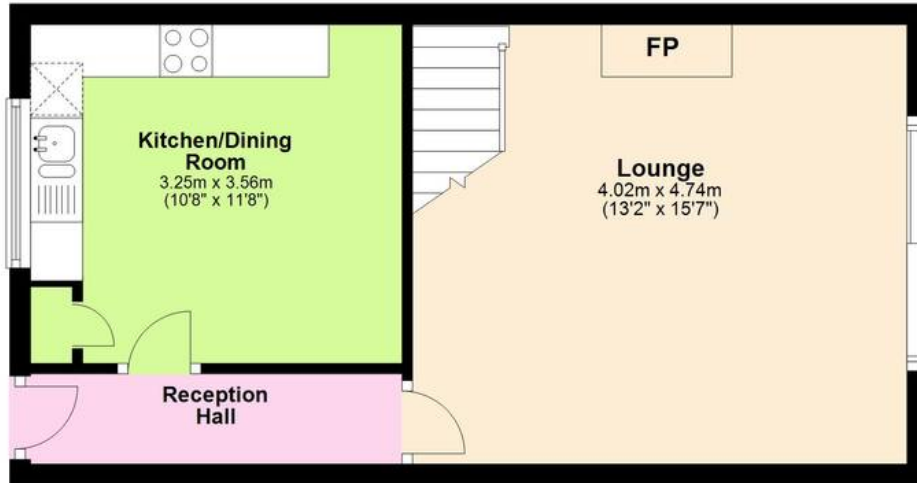 Kitchen/Dining
Room
3.25m x 3.56m
(10'8" x 11'8")
FP
Lounge
4.02m x 4.74m
(13'2" x 15'7")
Reception
Hall